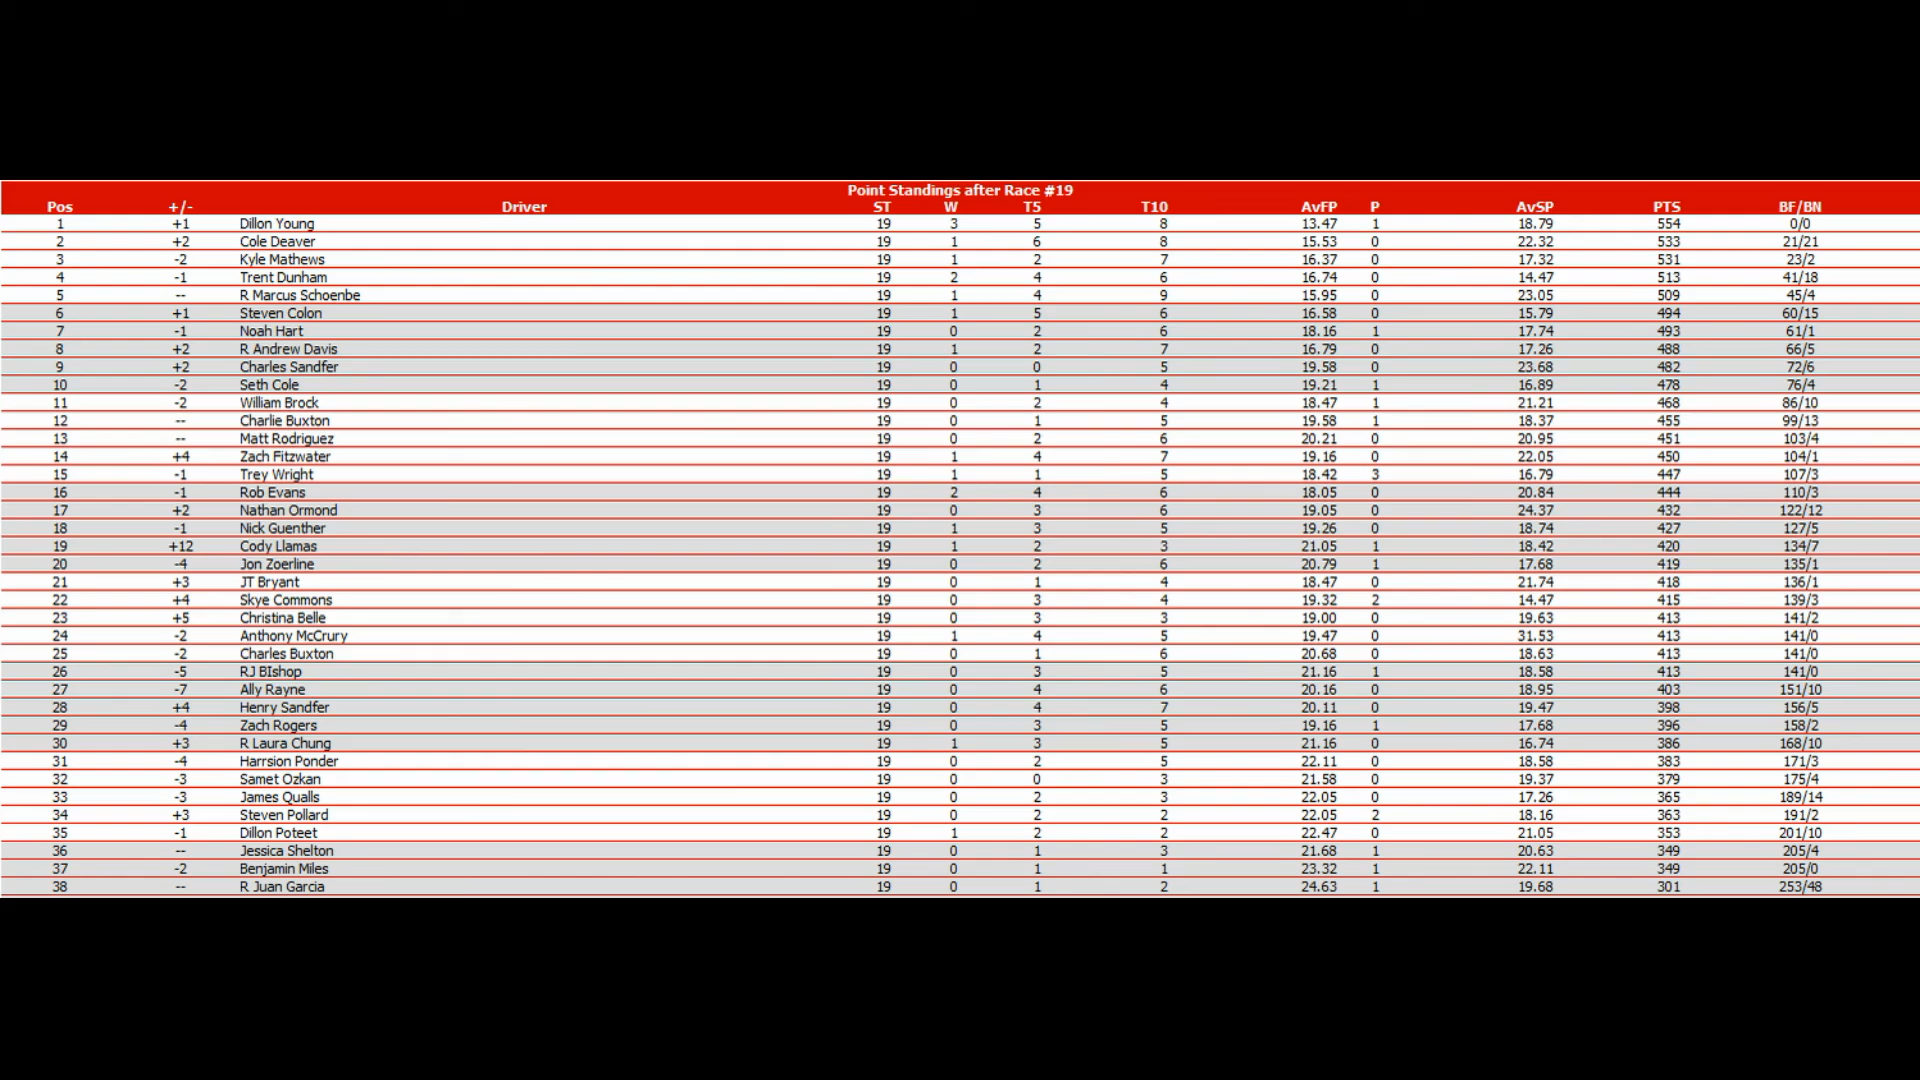 Point Standings after Race #19
Pos +/- Driver ST W T5 T10 AvFP P AvSP PTS BF/BN
1 +1 Dillon Young 19 3 5 8 13.47 1 18.79 554 0/0
2 +2 Cole Deaver 19 1 6 8 15.53 0 22.32 533 21/21
3 -2 Kyle Mathews 19 1 2 7 16.37 0 17.32 531 23/2
4 -1 Trent Dunham 19 2 4 6 16.74 0 14.47 513 41/18
5 -- R Marcus Schoenbe 19 1 4 9 15.95 0 23.05 509 45/4
6 +1 Steven Colon 19 1 5 6 16.58 0 15.79 494 60/15
7 -1 Noah Hart 19 0 2 6 18.16 1 17.74 493 61/1
8 +2 R Andrew Davis 19 1 2 7 16.79 0 17.26 488 66/5
9 +2 Charles Sandfer 19 0 0 5 19.58 0 23.68 482 72/6
10 -2 Seth Cole 19 0 1 4 19.21 1 16.89 478 76/4
11 -2 William Brock 19 0 2 4 18.47 1 21.21 468 86/10
12 -- Charlie Buxton 19 0 1 5 19.58 1 18.37 455 99/13
13 -- Matt Rodriguez 19 0 2 6 20.21 0 20.95 451 103/4
14 +4 Zach Fitzwater 19 1 4 7 19.16 0 22.05 450 104/1
15 -1 Trey Wright 19 1 1 5 18.42 3 16.79 447 107/3
16 -1 Rob Evans 19 2 4 6 18.05 0 20.84 444 110/3
17 +2 Nathan Ormond 19 0 3 6 19.05 0 24.37 432 122/12
18 -1 Nick Guenther 19 1 3 5 19.26 0 18.74 427 127/5
19 +12 Cody Llamas 19 1 2 3 21.05 1 18.42 420 134/7
20 -4 Jon Zoerline 19 0 2 6 20.79 1 17.68 419 135/1
21 +3 JT Bryant 19 0 1 4 18.47 0 21.74 418 136/1
22 +4 Skye Commons 19 0 3 4 19.32 2 14.47 415 139/3
23 +5 Christina Belle 19 0 3 3 19.00 0 19.63 413 141/2
24 -2 Anthony McCrury 19 1 4 5 19.47 0 31.53 413 141/0
25 -2 Charles Buxton 19 0 1 6 20.68 0 18.63 413 141/0
26 -5 RJ BIshop 19 0 3 5 21.16 1 18.58 413 141/0
27 -7 Ally Rayne 19 0 4 6 20.16 0 18.95 403 151/10
28 +4 Henry Sandfer 19 0 4 7 20.11 0 19.47 398 156/5
29 -4 Zach Rogers 19 0 3 5 19.16 1 17.68 396 158/2
30 +3 R Laura Chung 19 1 3 5 21.16 0 16.74 386 168/10
31 -4 Harrsion Ponder 19 0 2 5 22.11 0 18.58 383 171/3
32 -3 Samet Ozkan 19 0 0 3 21.58 0 19.37 379 175/4
33 -3 James Qualls 19 0 2 3 22.05 0 17.26 365 189/14
34 +3 Steven Pollard 19 0 2 2 22.05 2 18.16 363 191/2
35 -1 Dillon Poteet 19 1 2 2 22.47 0 21.05 353 201/10
36 -- Jessica Shelton 19 0 1 3 21.68 1 20.63 349 205/4
37 -2 Benjamin Miles 19 0 1 1 23.32 1 22.11 349 205/0
38 -- R Juan Garcia 19 0 1 2 24.63 1 19.68 301 253/48